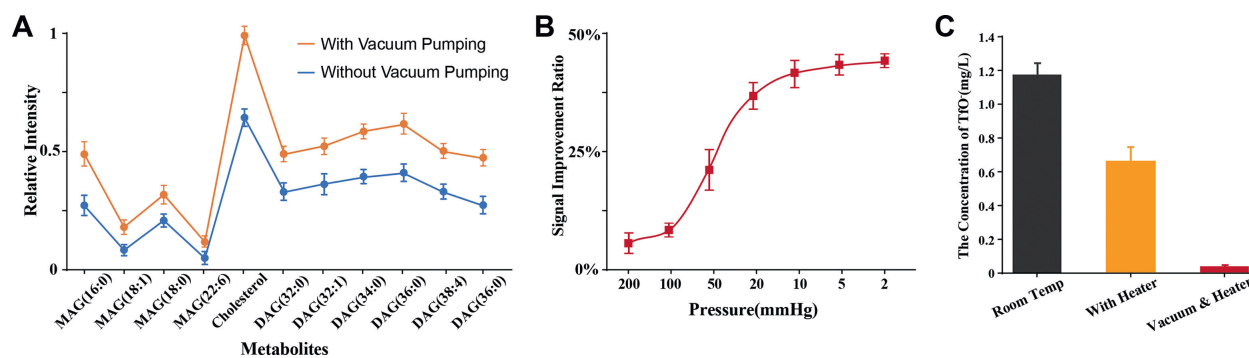 A
1
0.5
0
Relative Intensity
With Vacuum Pumping
Without Vacuum Pumping
MAG(16:0)
MAG(18:1)
MAG(18:0)
MAG(22:6)
Cholesterol
DAG(32:0)
DAG(32:1)
DAG(34:0)
DAG(36:0)
DAG(38:4)
DAG(36:0)
Metabolites
B
50%
25%
0%
Signal Improvement Ratio
200 100 50 20 10 5 2
Pressure(mmHg)
C
1.4
1.2
1.0
0.8
0.6
0.4
0.2
0
The Concentration of TfO-(mg/L)
Room Temp
With Heater
Vacuum & Heater